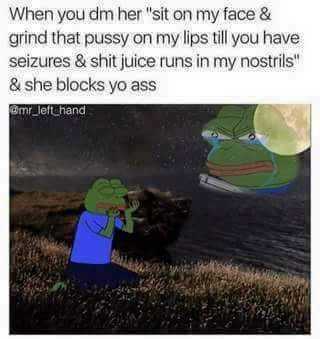 When you dm her "sit on my face &
grind that pussy on my lips till you have
seizures & shit juice runs in my nostrils"
& she blocks yo ass
@mr_left_hand